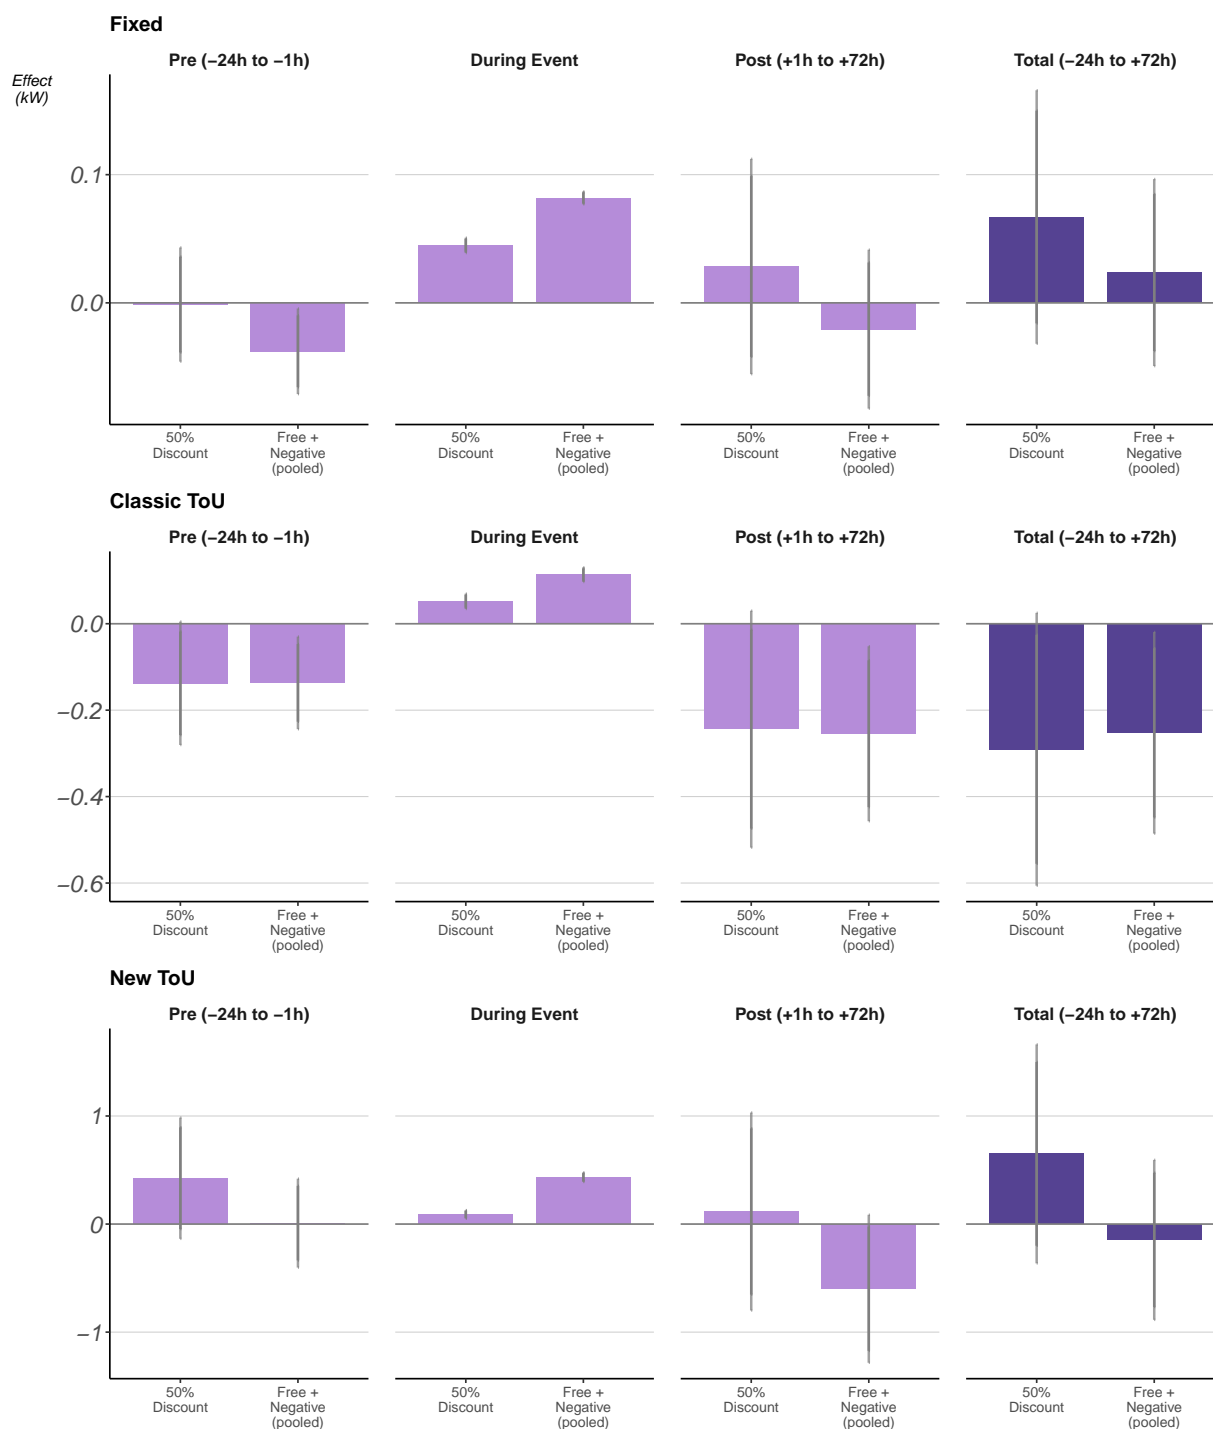 Fixed
Pre (−24h to −1h) During Event Post (+1h to +72h) Total (−24h to +72h)
Effect
(kW)
0.1
0.0
50% Free + 50% Free + 50% Free + 50% Free +
Discount Negative Discount Negative Discount Negative Discount Negative
(pooled) (pooled) (pooled) (pooled)
Classic ToU
Pre (−24h to −1h) During Event Post (+1h to +72h) Total (−24h to +72h)
0.0
−0.2
−0.4
−0.6
50% Free + 50% Free + 50% Free + 50% Free +
Discount Negative Discount Negative Discount Negative Discount Negative
(pooled) (pooled) (pooled) (pooled)
New ToU
Pre (−24h to −1h) During Event Post (+1h to +72h) Total (−24h to +72h)
1
0
−1
50% Free + 50% Free + 50% Free + 50% Free +
Discount Negative Discount Negative Discount Negative Discount Negative
(pooled) (pooled) (pooled) (pooled)